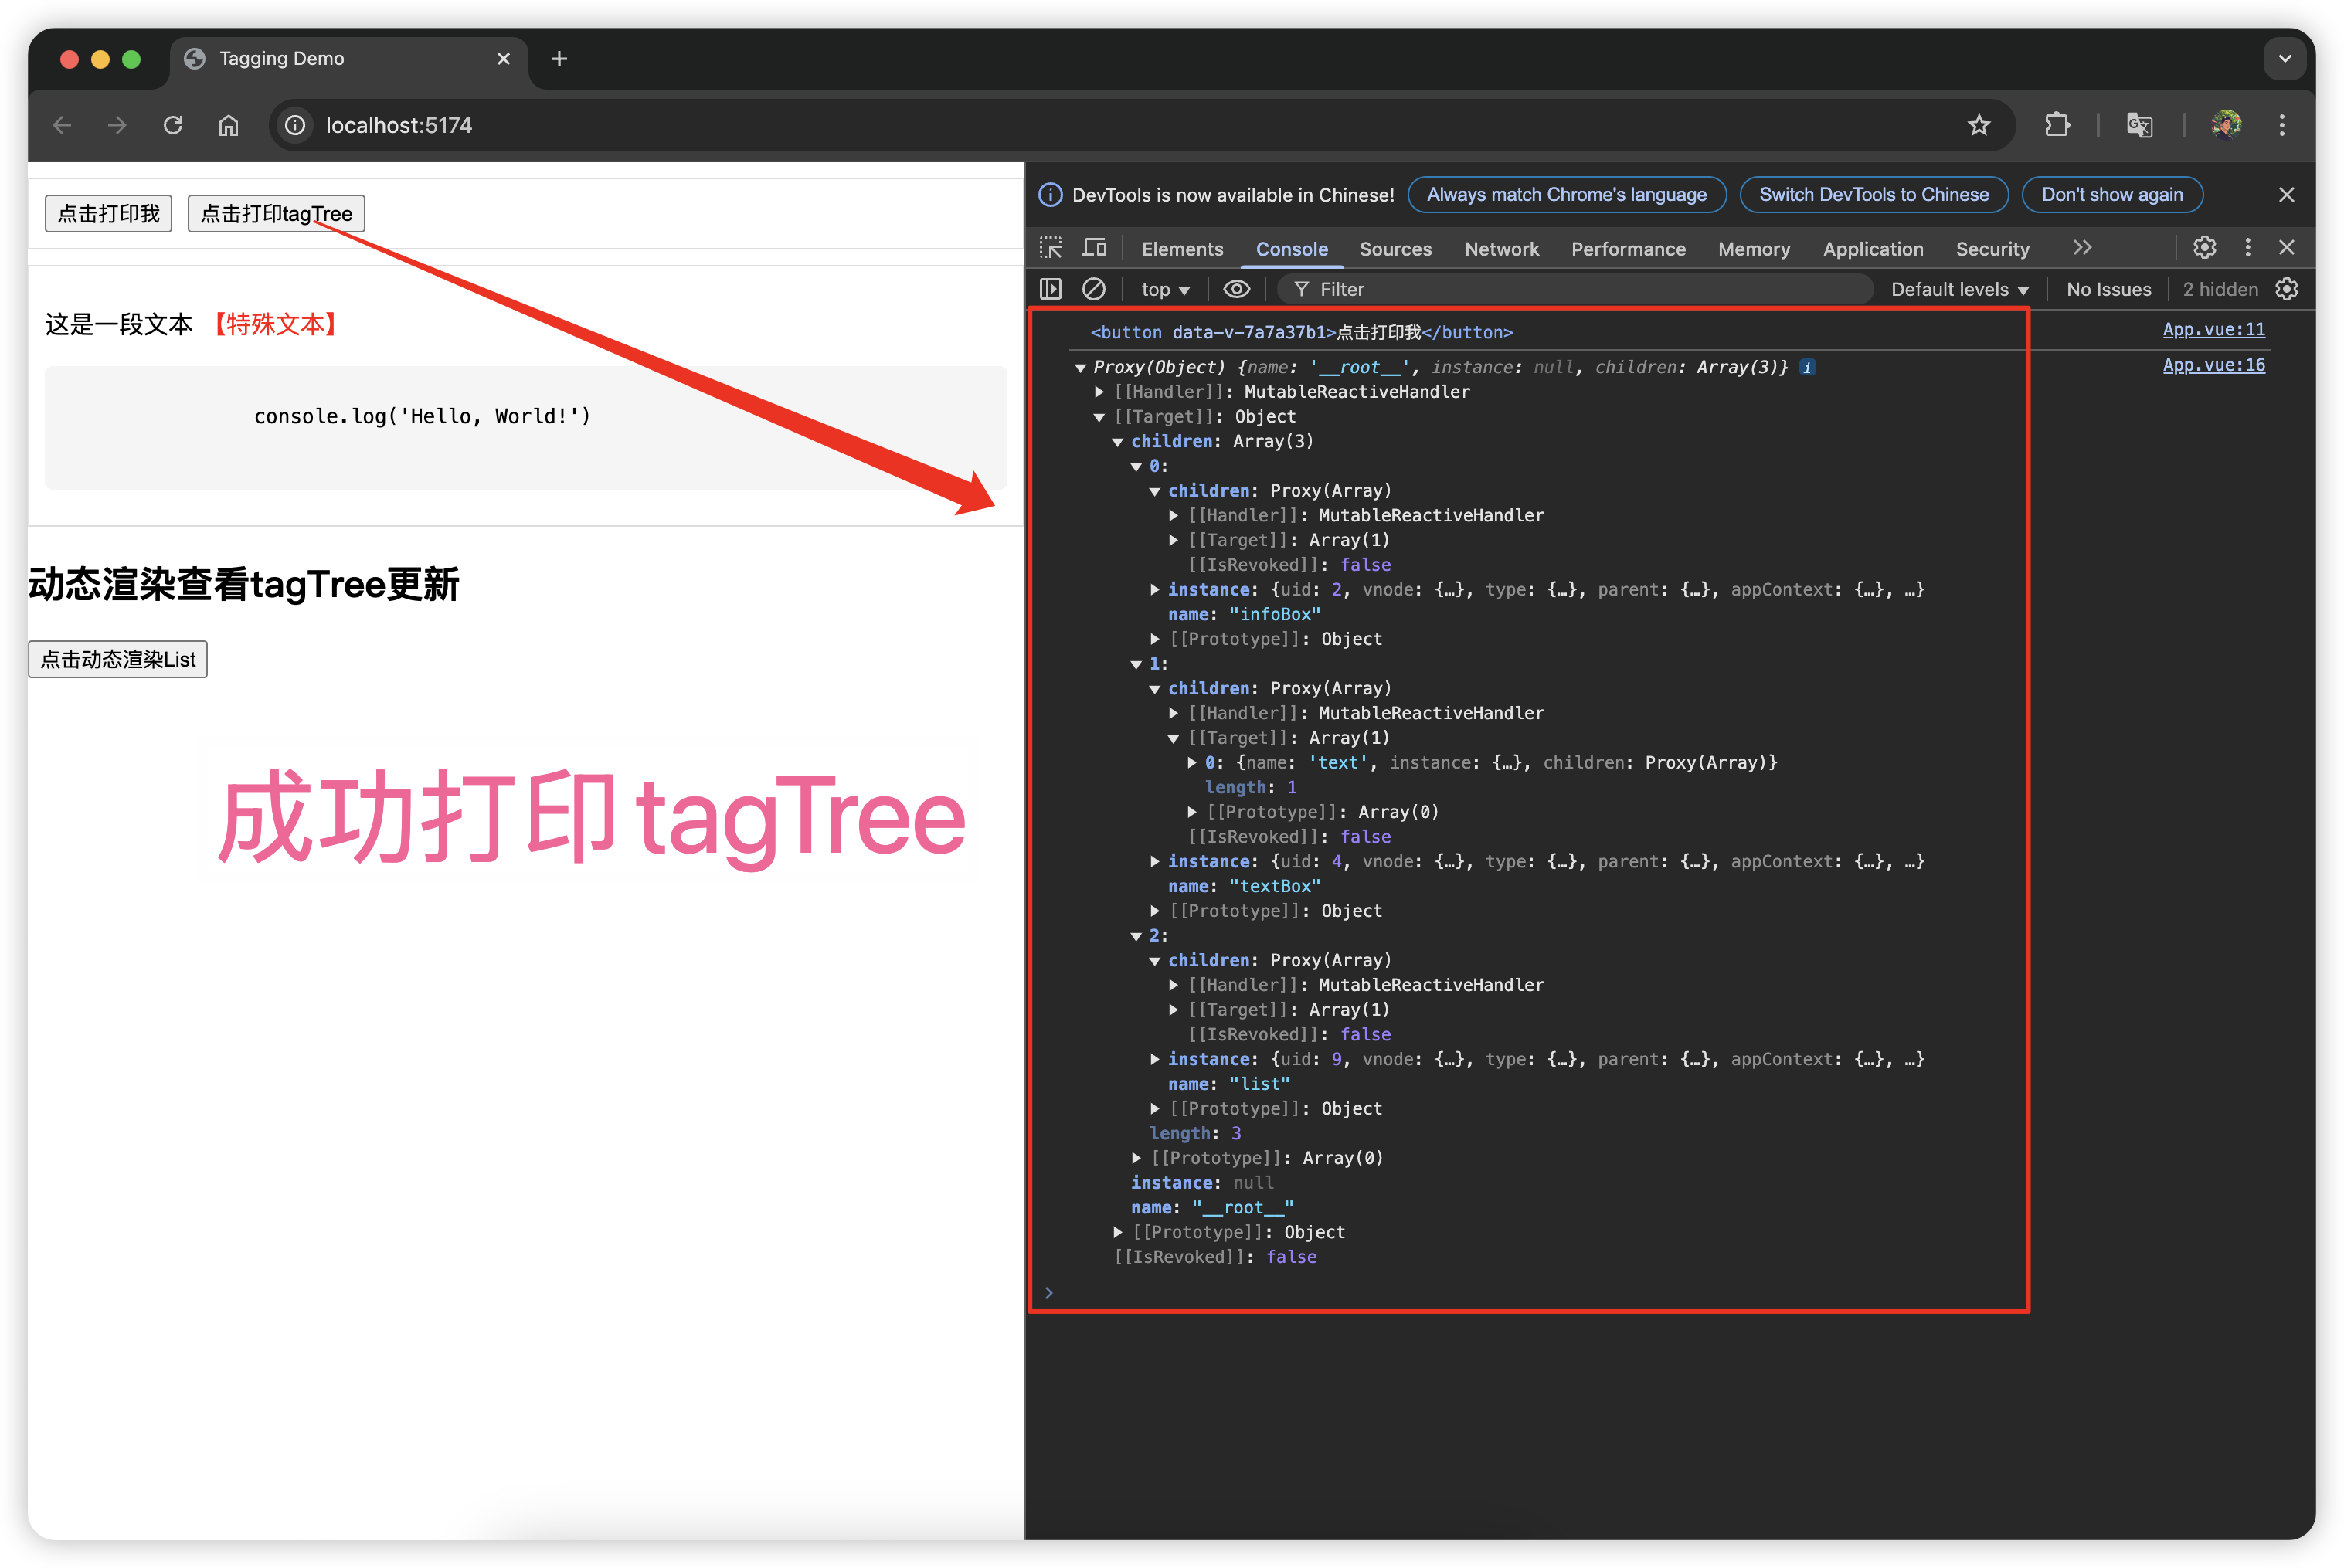 Tagging Demo
localhost:5174
点击打印我 点击打印tagTree
这是一段文本 【特殊文本】
console.log('Hello, World!')
动态渲染查看tagTree更新
点击动态渲染List
成功打印 tagTree
DevTools is now available in Chinese! Always match Chrome's language Switch DevTools to Chinese Don't show again
Elements Console Sources Network Performance Memory Application Security
top Filter Default levels No Issues 2 hidden
<button data-v-7a7a37b1>点击打印我</button> App.vue:11
Proxy(Object) {name: '__root__', instance: null, children: Array(3)} i App.vue:16
[[Handler]]: MutableReactiveHandler
[[Target]]: Object
children: Array(3)
0:
children: Proxy(Array)
[[Handler]]: MutableReactiveHandler
[[Target]]: Array(1)
[[IsRevoked]]: false
instance: {uid: 2, vnode: {…}, type: {…}, parent: {…}, appContext: {…}, …}
name: "infoBox"
[[Prototype]]: Object
1:
children: Proxy(Array)
[[Handler]]: MutableReactiveHandler
[[Target]]: Array(1)
0: {name: 'text', instance: {…}, children: Proxy(Array)}
length: 1
[[Prototype]]: Array(0)
[[IsRevoked]]: false
instance: {uid: 4, vnode: {…}, type: {…}, parent: {…}, appContext: {…}, …}
name: "textBox"
[[Prototype]]: Object
2:
children: Proxy(Array)
[[Handler]]: MutableReactiveHandler
[[Target]]: Array(1)
[[IsRevoked]]: false
instance: {uid: 9, vnode: {…}, type: {…}, parent: {…}, appContext: {…}, …}
name: "list"
[[Prototype]]: Object
length: 3
[[Prototype]]: Array(0)
instance: null
name: "__root__"
[[Prototype]]: Object
[[IsRevoked]]: false